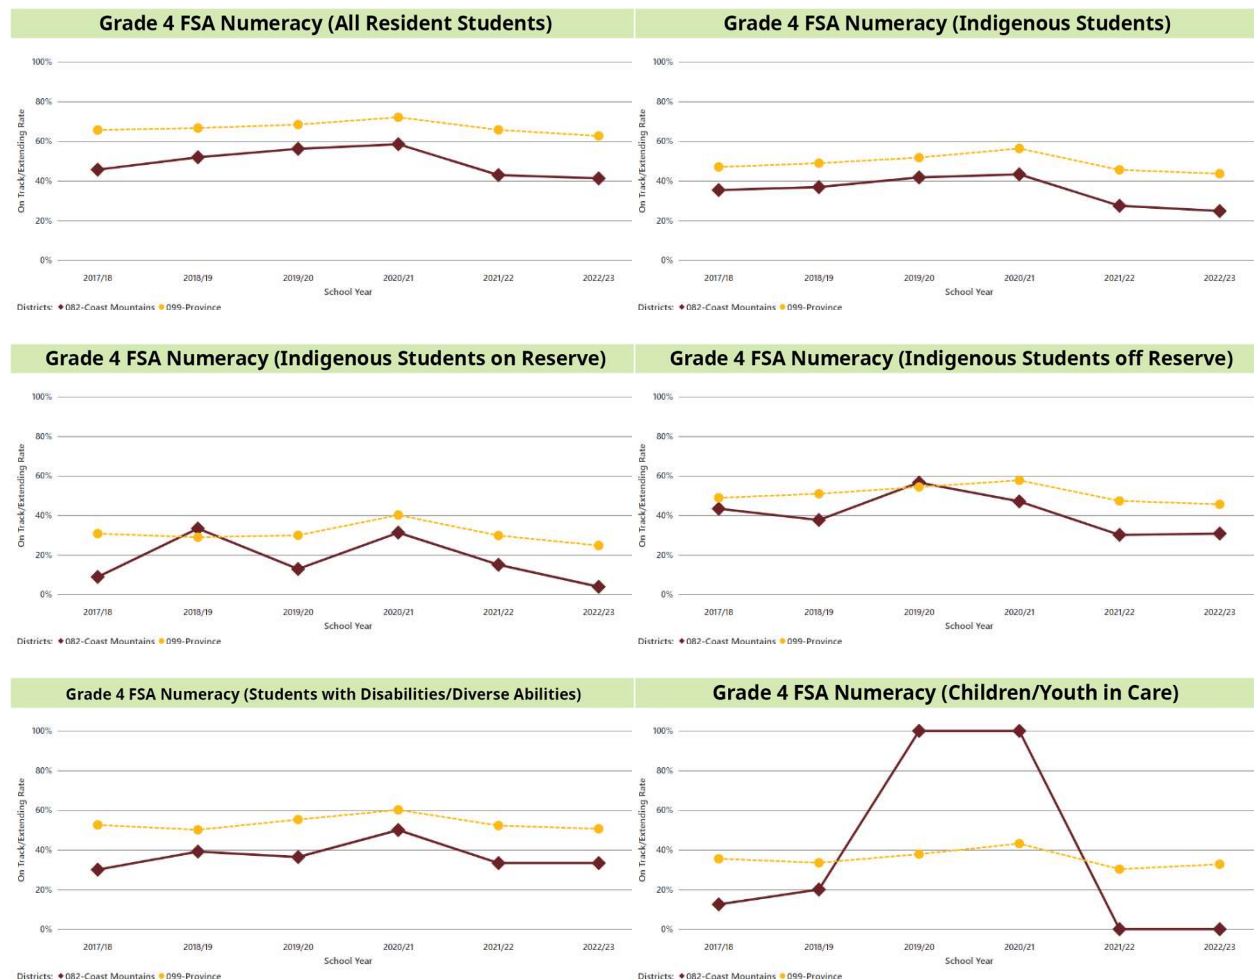 Grade 4 FSA Numeracy (All Resident Students)
100%
80%
60%
40%
20%
0%
On Track/Extending Rate
2017/18 2018/19 2019/20 2020/21 2021/22 2022/23
School Year
Districts: 082-Coast Mountains 099-Province
Grade 4 FSA Numeracy (Indigenous Students)
100%
80%
60%
40%
20%
0%
On Track/Extending Rate
2017/18 2018/19 2019/20 2020/21 2021/22 2022/23
School Year
Districts: 082-Coast Mountains 099-Province
Grade 4 FSA Numeracy (Indigenous Students on Reserve)
100%
80%
60%
40%
20%
0%
On Track/Extending Rate
2017/18 2018/19 2019/20 2020/21 2021/22 2022/23
School Year
Districts: 082-Coast Mountains 099-Province
Grade 4 FSA Numeracy (Indigenous Students off Reserve)
100%
80%
60%
40%
20%
0%
On Track/Extending Rate
2017/18 2018/19 2019/20 2020/21 2021/22 2022/23
School Year
Districts: 082-Coast Mountains 099-Province
Grade 4 FSA Numeracy (Students with Disabilities/Diverse Abilities)
100%
80%
60%
40%
20%
0%
On Track/Extending Rate
2017/18 2018/19 2019/20 2020/21 2021/22 2022/23
School Year
Districts: 082-Coast Mountains 099-Province
Grade 4 FSA Numeracy (Children/Youth in Care)
100%
80%
60%
40%
20%
0%
On Track/Extending Rate
2017/18 2018/19 2019/20 2020/21 2021/22 2022/23
School Year
Districts: 082-Coast Mountains 099-Province